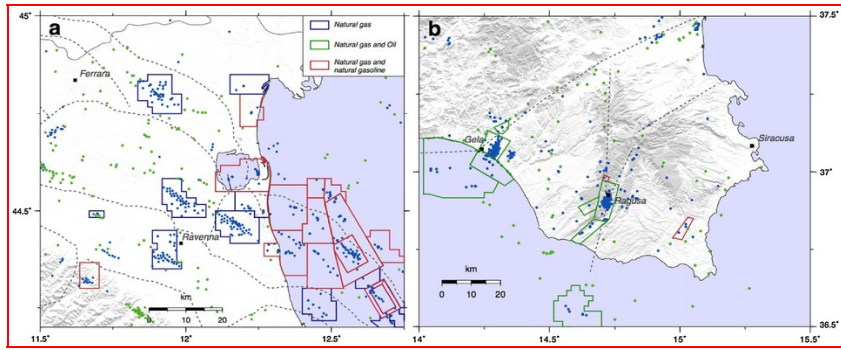 a
b
Natural gas
Natural gas and Oil
Natural gas and
natural gasoline
45°
44.5°
11.5
12
12.5
Ferrara
Ravenna
km
0 10 20
37.5°
37°
36.5°
14
14.5
15°
15.5°
Gela
Ragusa
Siracusa
km
0 10 20